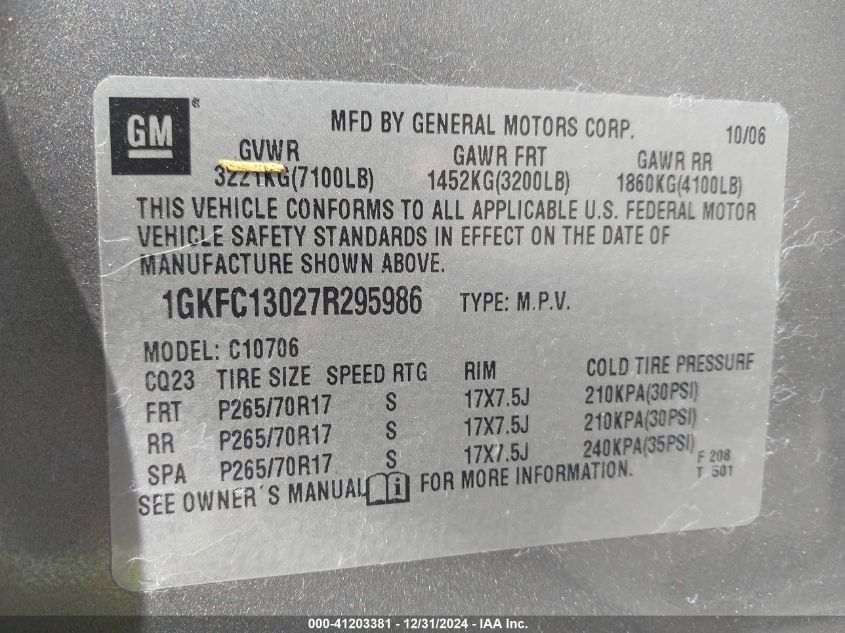 GM ®
MFD BY GENERAL MOTORS CORP. 10/06
GVWR GAWR FRT GAWR RR
3221KG(7100LB) 1452KG(3200LB) 1860KG(4100LB)
THIS VEHICLE CONFORMS TO ALL APPLICABLE U.S. FEDERAL MOTOR
VEHICLE SAFETY STANDARDS IN EFFECT ON THE DATE OF
MANUFACTURE SHOWN ABOVE.
1GKFC13027R295986 TYPE: M.P.V.
MODEL: C10706
CQ23 TIRE SIZE SPEED RTG RIM COLD TIRE PRESSURE
FRT P265/70R17 S 17X7.5J 210KPA(30PSI)
RR P265/70R17 S 17X7.5J 210KPA(30PSI)
SPA P265/70R17 S 17X7.5J 240KPA(35PSI)
F 208
T 501
SEE OWNER'S MANUAL i FOR MORE INFORMATION.
000-41203381 - 12/31/2024 - IAA Inc.